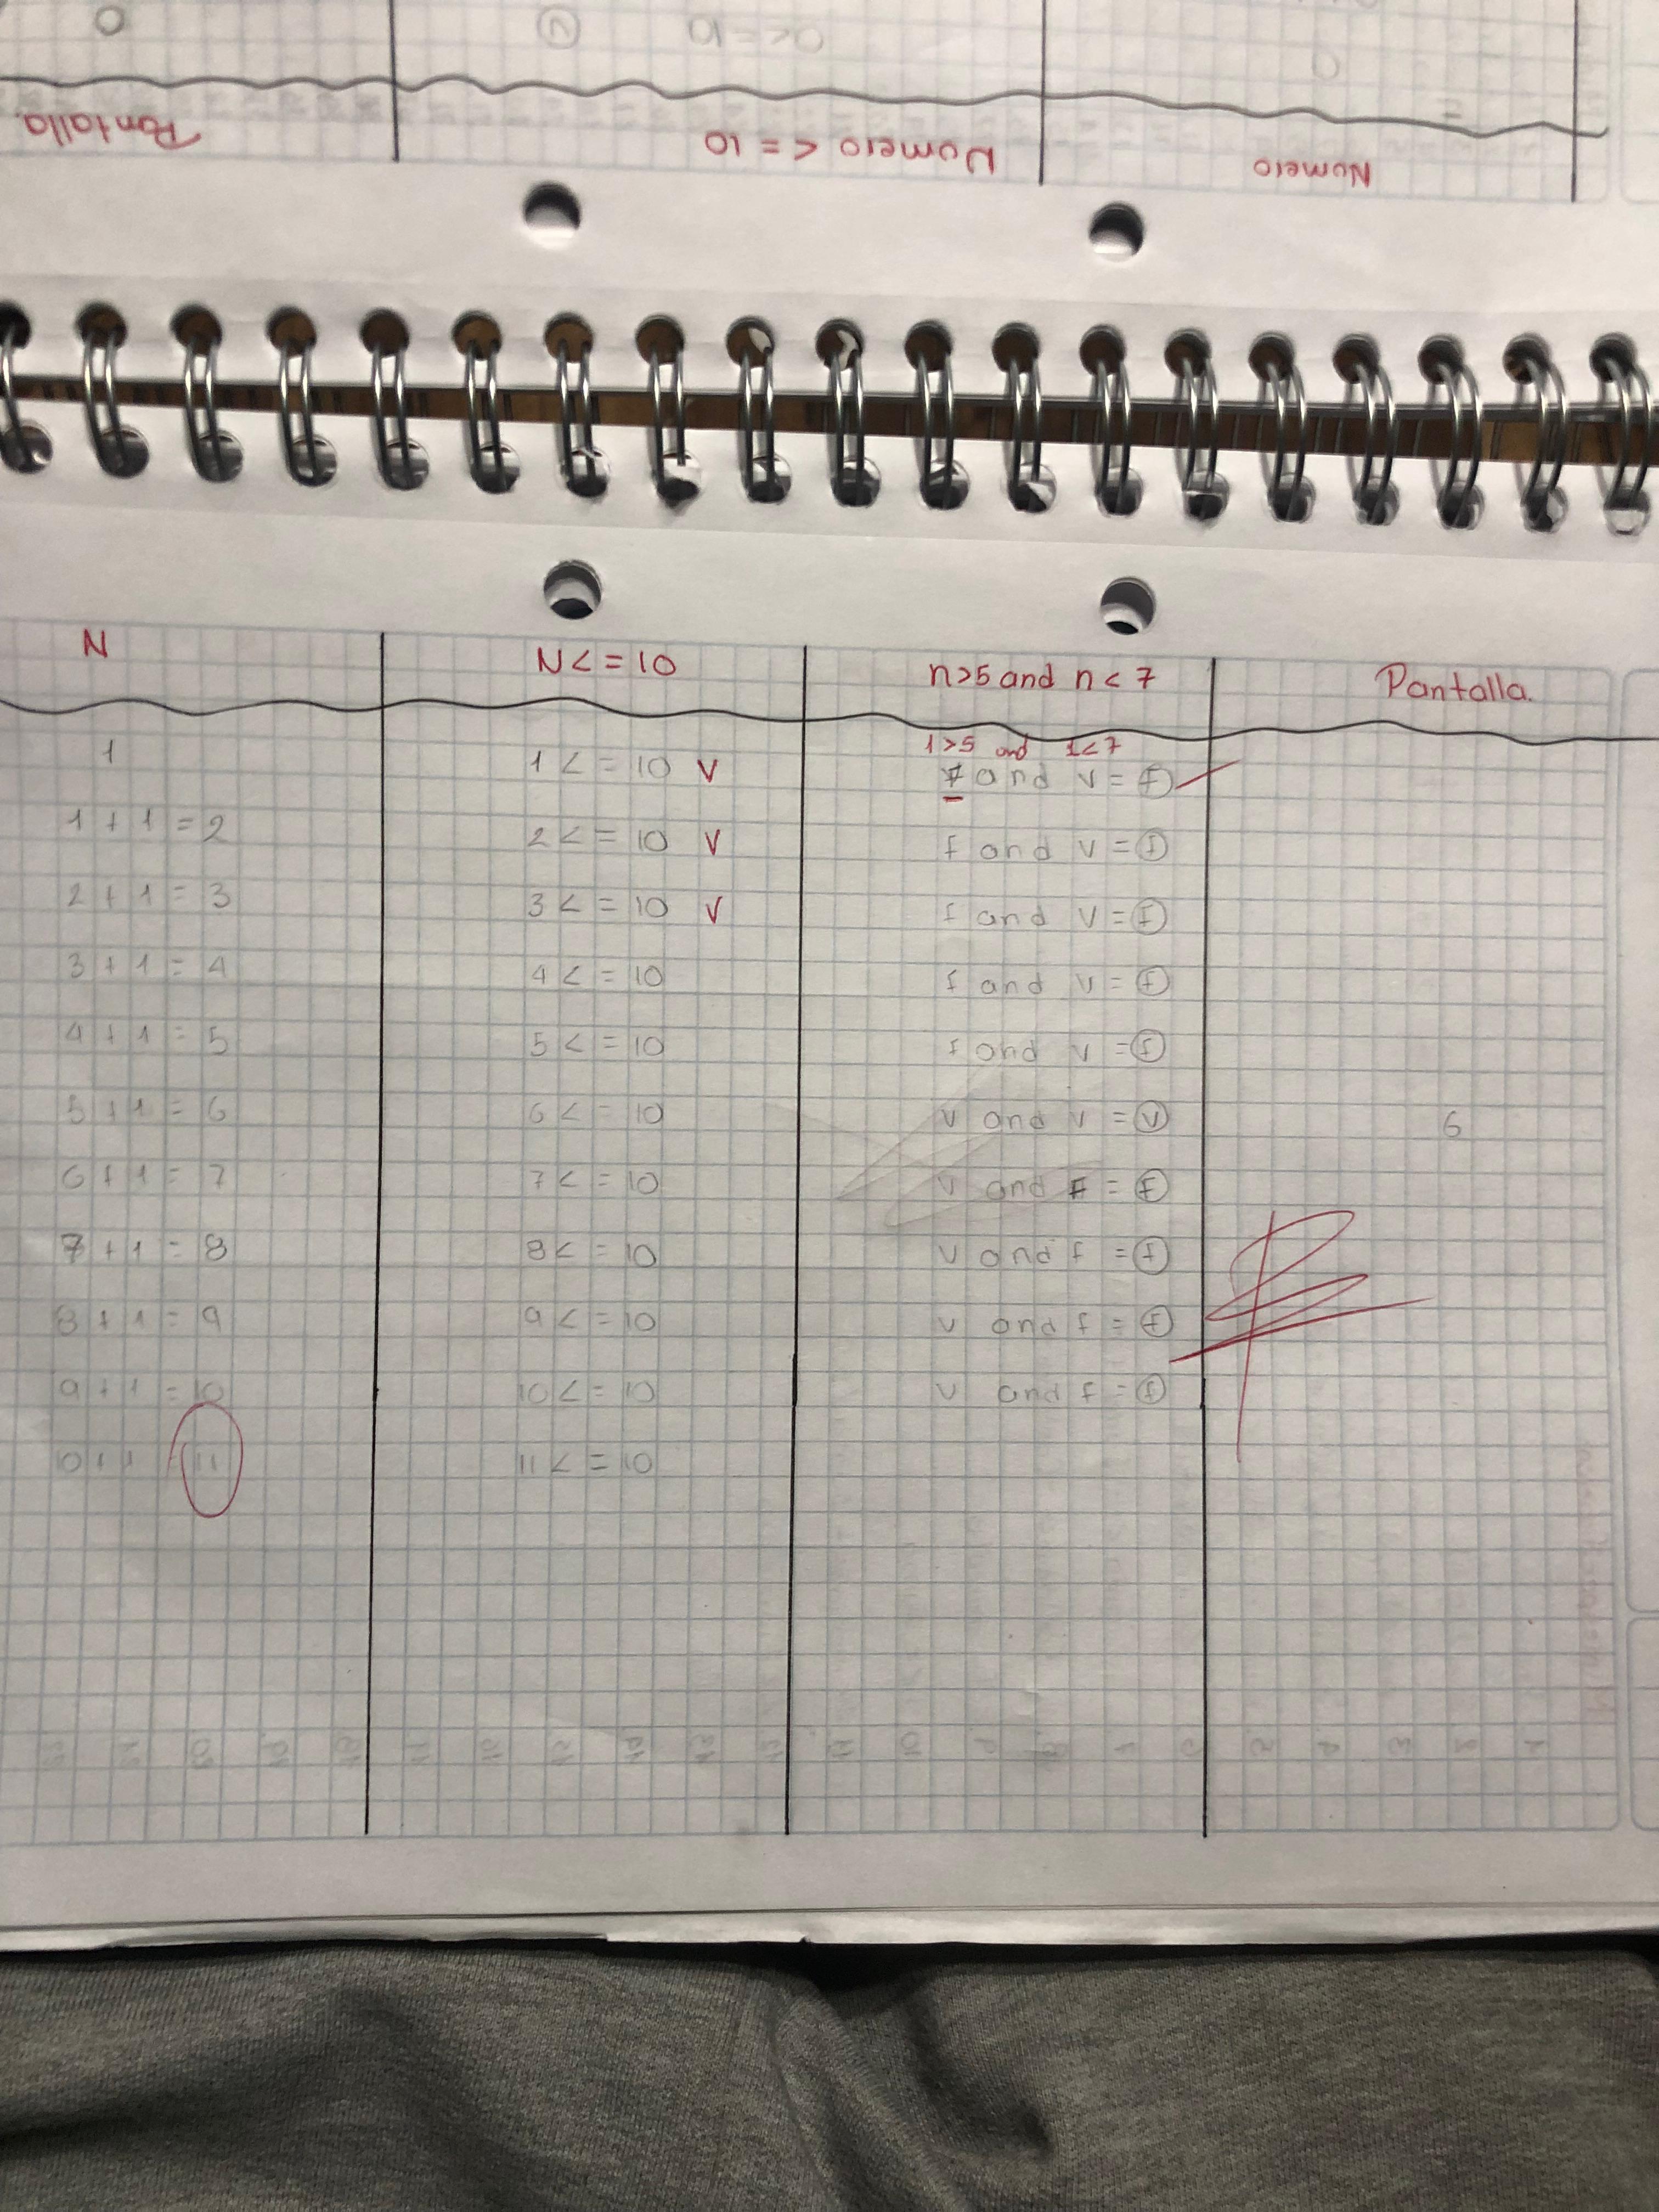 Numero	Numero <= 10	Pantalla.
0	0<=10 Ⓥ	0
N	N<=10	n>5 and n<7	Pantalla.
1>5 and 1<7
1	1<=10 V	f and v = f
1+1=2	2<=10 V	f and v = f
2+1=3	3<=10 V	f and v = f
3+1=4	4<=10	f and v = f
4+1=5	5<=10	f and v = f
5+1=6	6<=10	v and v = v	6
6+1=7	7<=10	v and f = f
7+1=8	8<=10	v and f = f
8+1=9	9<=10	v and f = f
9+1=10	10<=10	v and f = f
10+1=11	11<=10